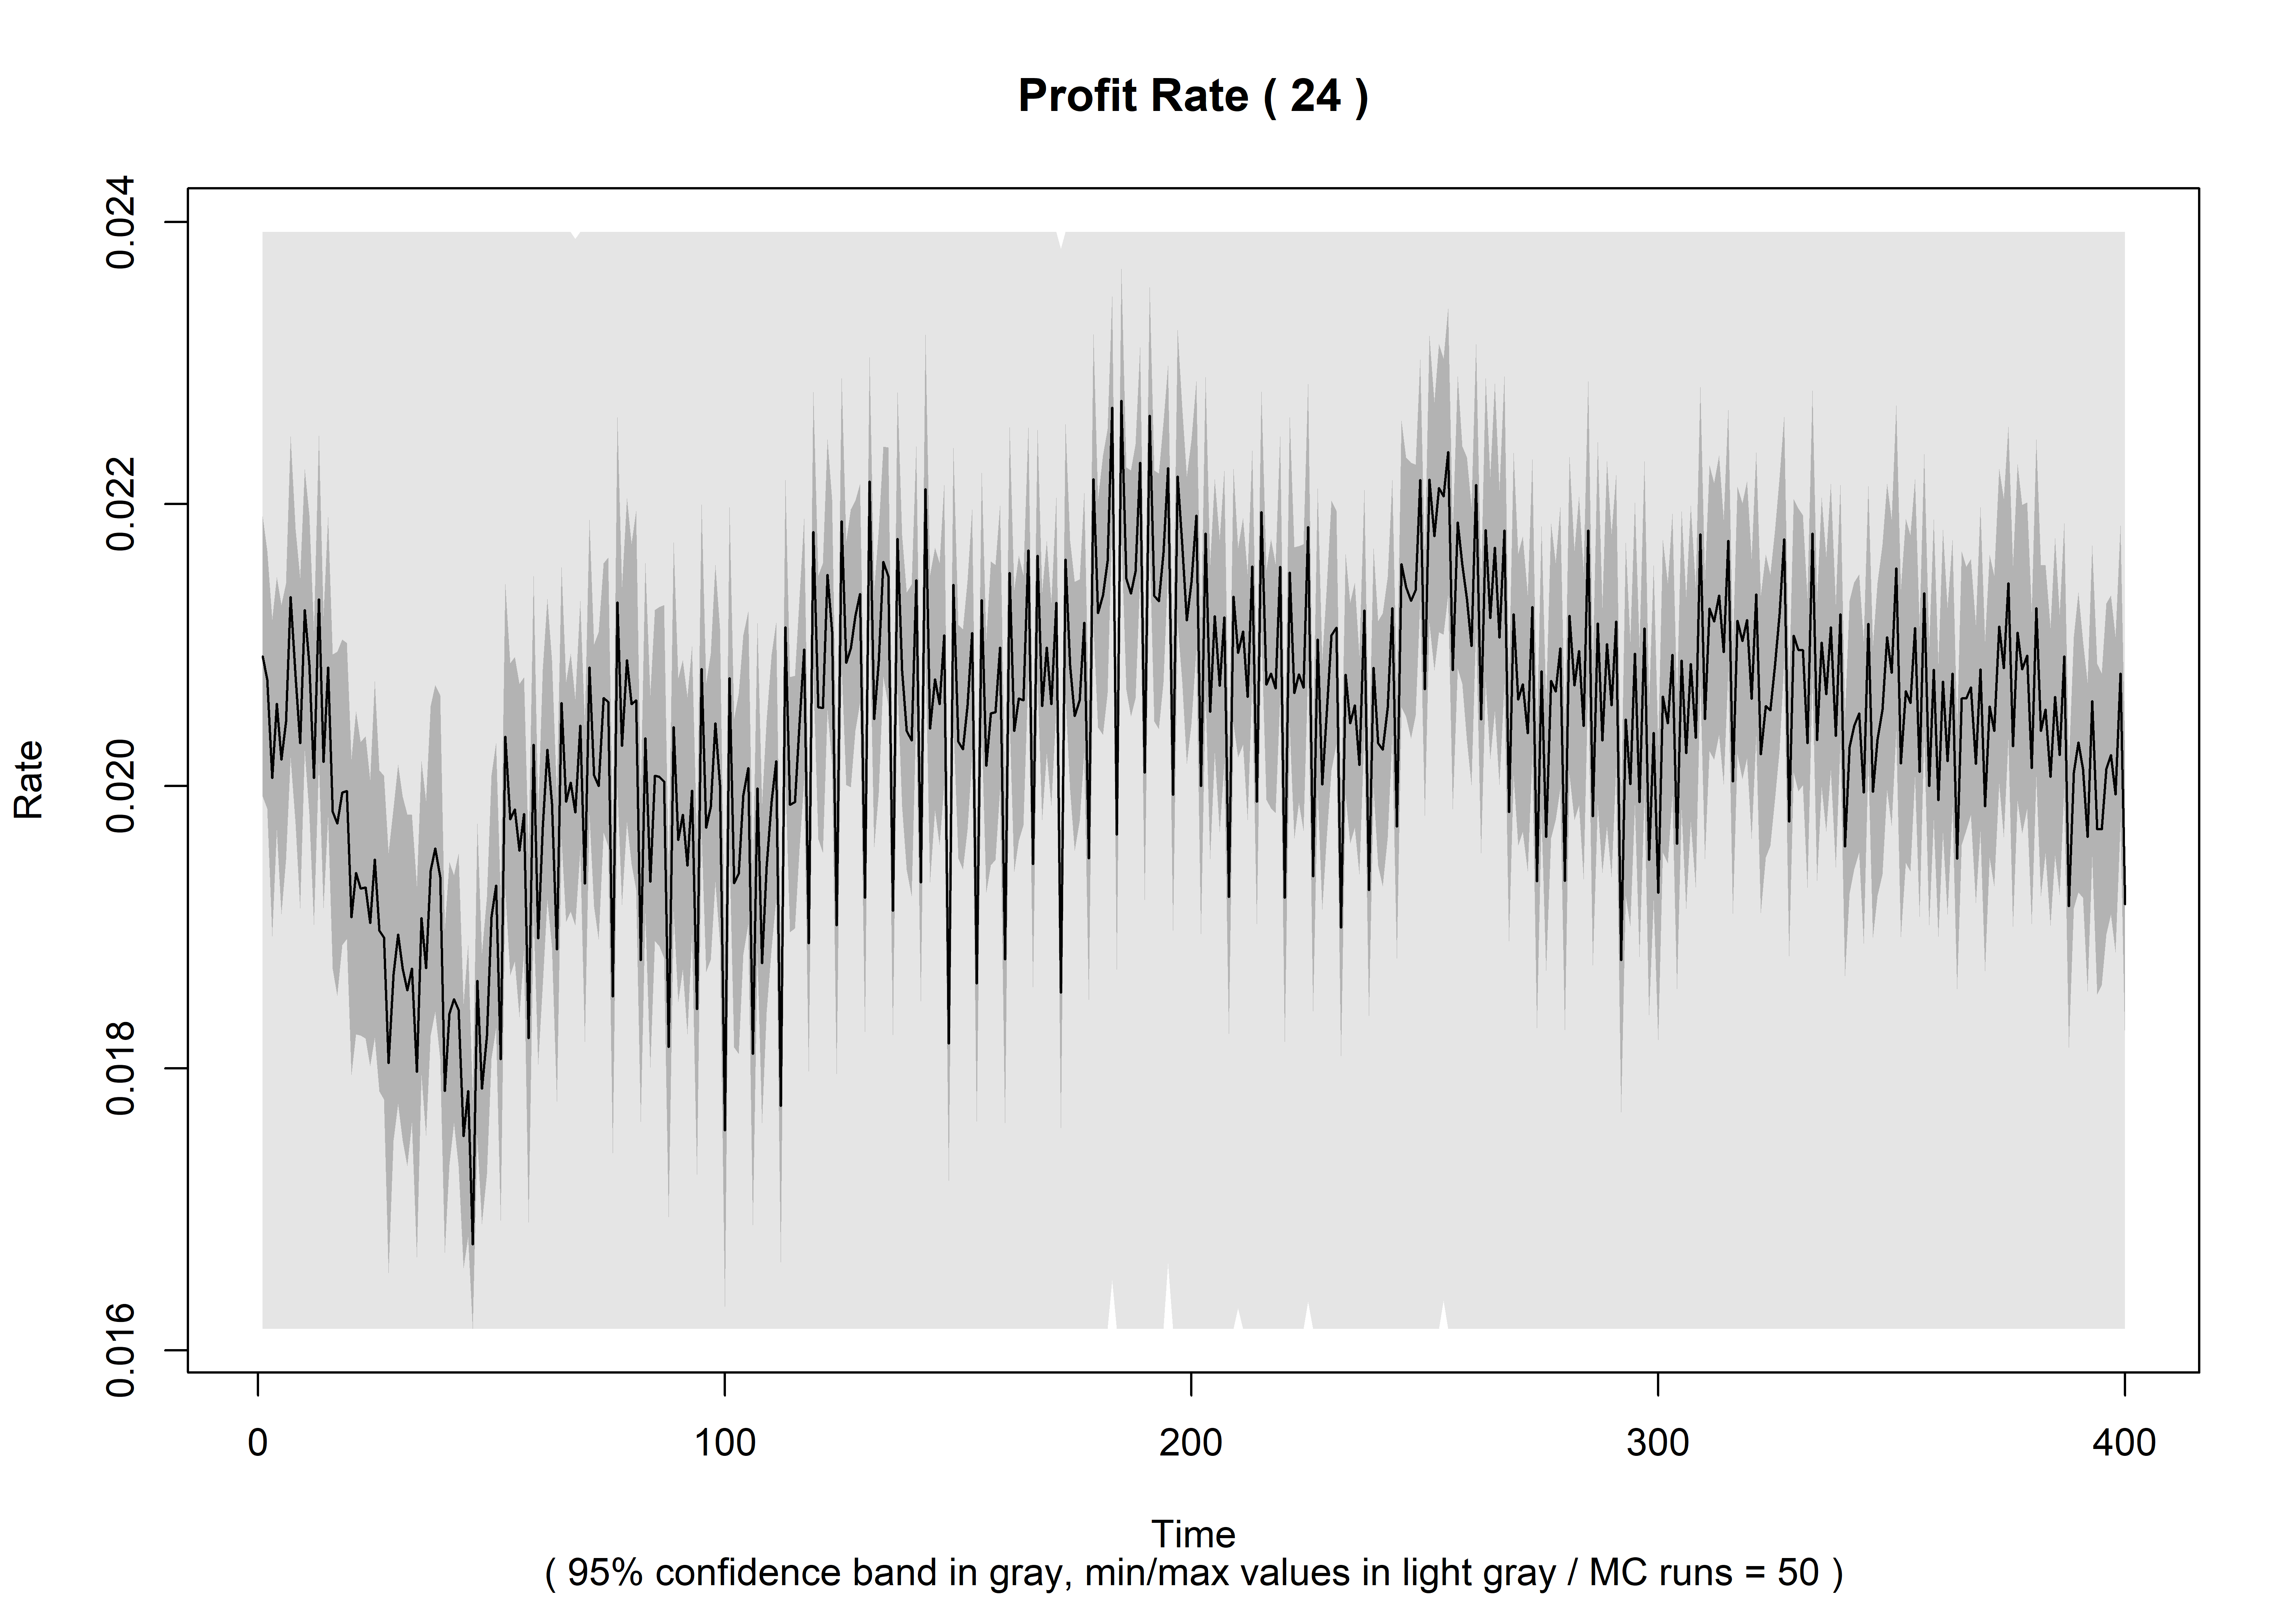 Profit Rate ( 24 )
0.024
0.022
0.020
0.018
0.016
Rate
0
100
200
300
400
Time
( 95% confidence band in gray, min/max values in light gray / MC runs = 50 )